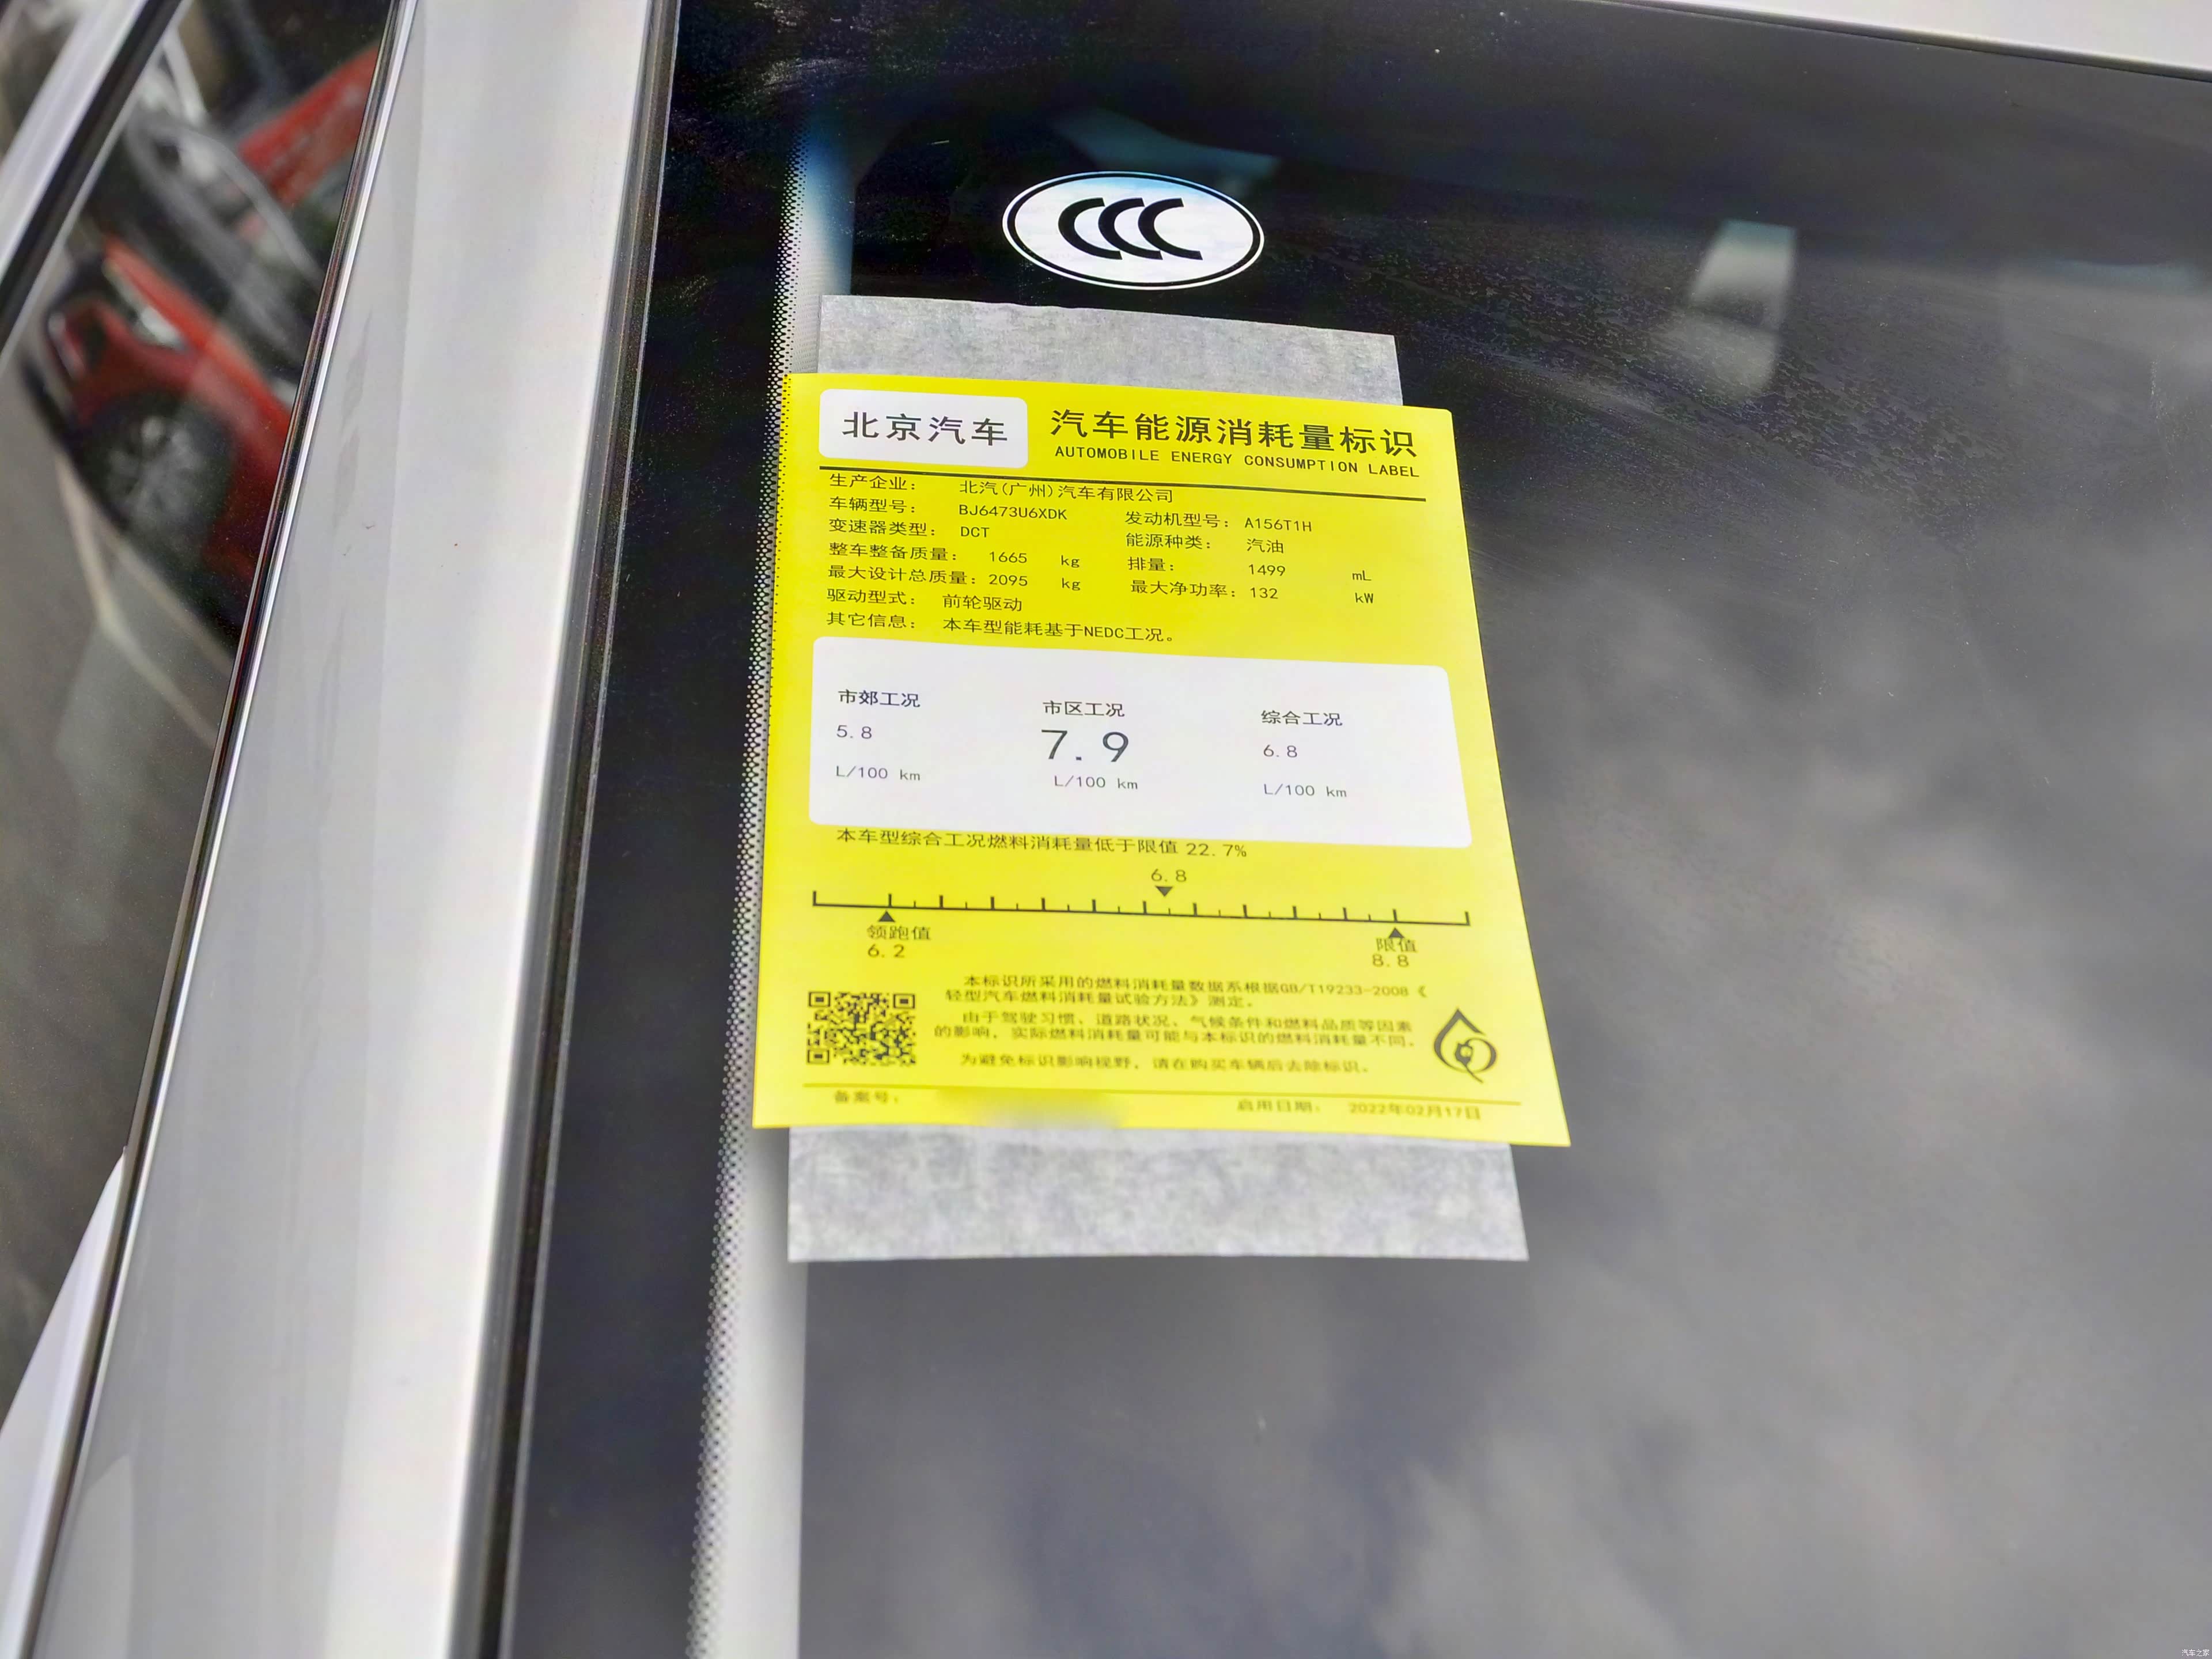 CCC
北京汽车
汽车能源消耗量标识
AUTOMOBILE ENERGY CONSUMPTION LABEL
生产企业： 北汽(广州)汽车有限公司
车辆型号： BJ6473U6XDK 发动机型号： A156T1H
变速器类型： DCT 能源种类： 汽油
整车整备质量： 1665 kg 排量： 1499 mL
最大设计总质量：2095 kg 最大净功率：132 kW
驱动型式： 前轮驱动
其它信息： 本车型能耗基于NEDC工况。
市郊工况 市区工况 综合工况
5.8 7.9 6.8
L/100 km L/100 km L/100 km
本车型综合工况燃料消耗量低于限值 22.7%
6.8
领跑值 限值
6.2 8.8
本标识所采用的燃料消耗量数据系根据GB/T19233-2008《
轻型汽车燃料消耗量试验方法》测定。
由于驾驶习惯、道路状况、气候条件和燃料品质等因素
的影响，实际燃料消耗量可能与本标识的燃料消耗量不同。
为避免标识影响视野，请在购买车辆后去除标识。
备案号： 启用日期： 2022年02月17日
汽车之家